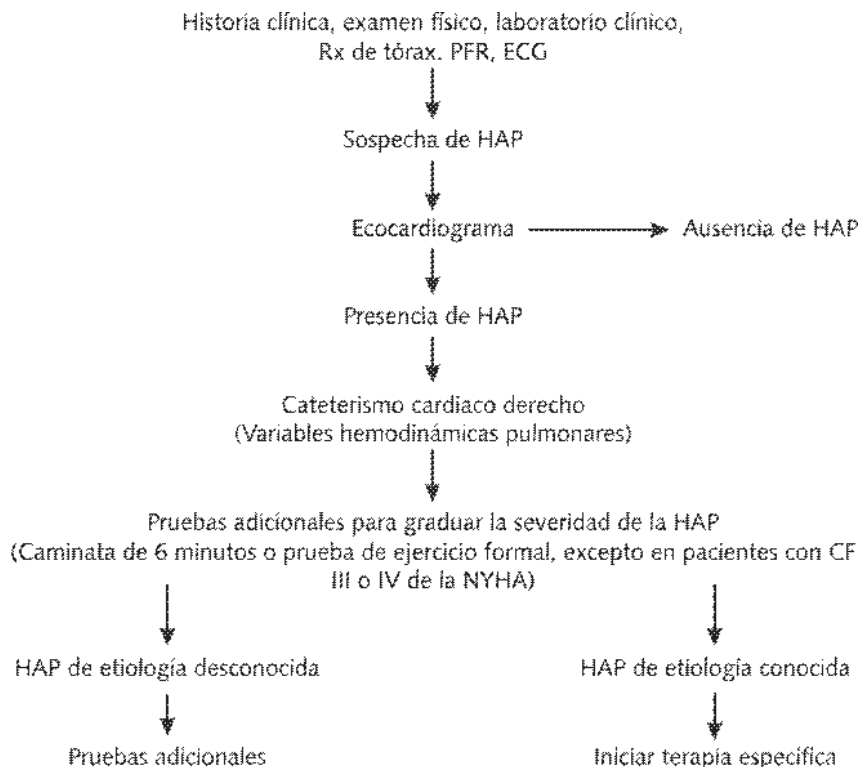 Historia clínica, examen físico, laboratorio clínico,
Rx de tórax. PFR, ECG
Sospecha de HAP
Ecocardiograma
Ausencia de HAP
Presencia de HAP
Cateterismo cardiaco derecho
(Variables hemodinámicas pulmonares)
Pruebas adicionales para graduar la severidad de la HAP
(Caminata de 6 minutos o prueba de ejercicio formal, excepto en pacientes con CF
III o IV de la NYHA)
HAP de etiología desconocida
HAP de etiología conocida
Pruebas adicionales
Iniciar terapia específica